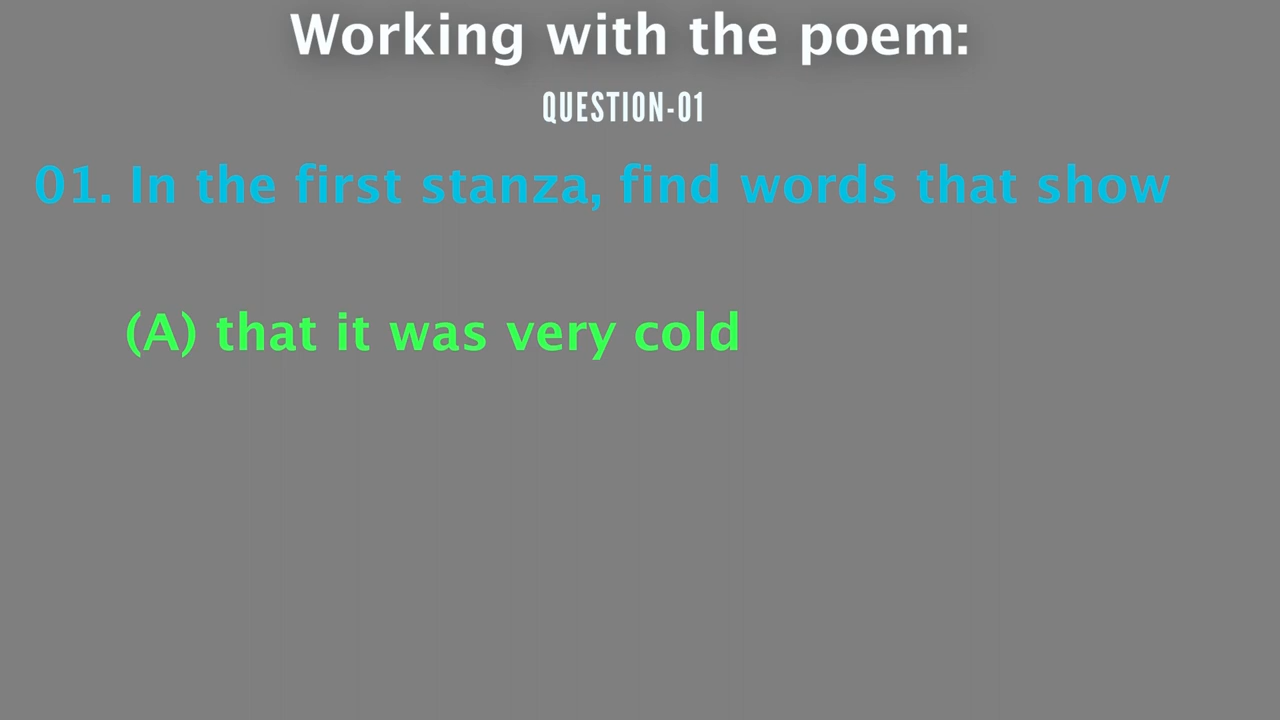 Working with the poem:
QUESTION-01
01. In the first stanza, find words that show
(A) that it was very cold